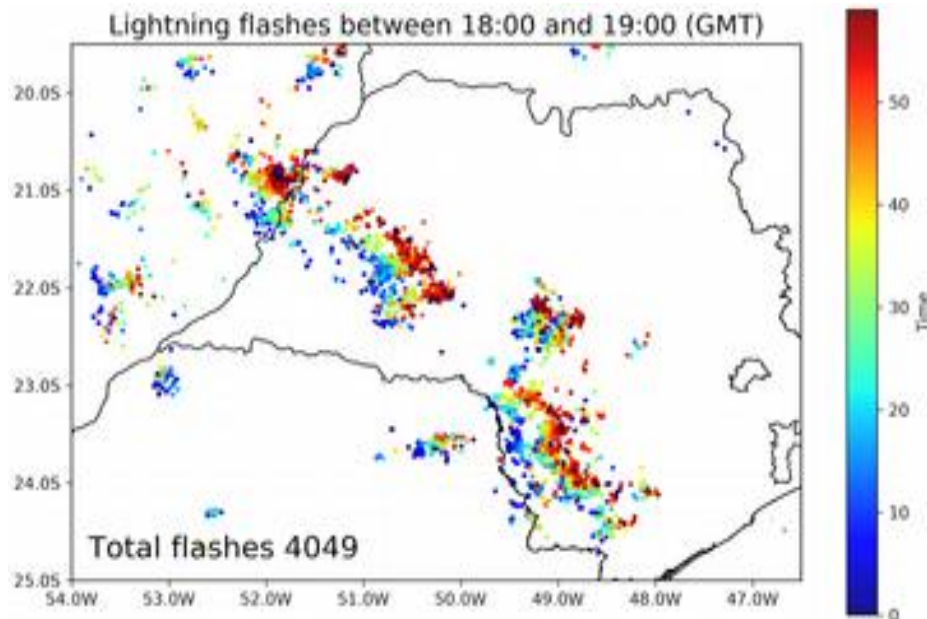 Lightning flashes between 18:00 and 19:00 (GMT)
20.0S
21.0S
22.0S
23.0S
24.0S
25.0S
54.0W 53.0W 52.0W 51.0W 50.0W 49.0W 48.0W 47.0W
Total flashes 4049
50
40
30
20
10
0
Time